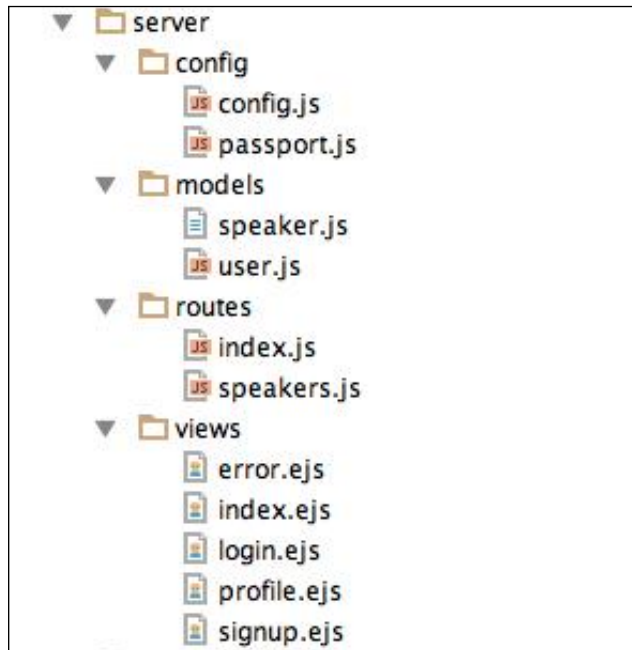 server
config
config.js
passport.js
models
speaker.js
user.js
routes
index.js
speakers.js
views
error.ejs
index.ejs
login.ejs
profile.ejs
signup.ejs